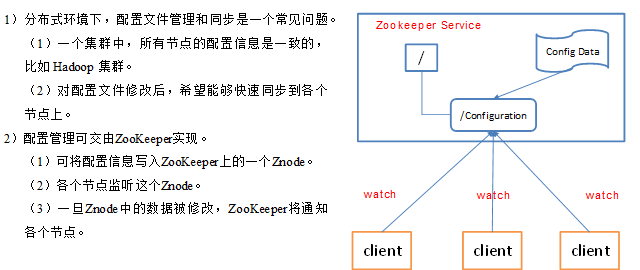 1）分布式环境下，配置文件管理和同步是一个常见问题。
（1）一个集群中，所有节点的配置信息是一致的，
比如 Hadoop 集群。
（2）对配置文件修改后，希望能够快速同步到各个
节点上。
2）配置管理可交由ZooKeeper实现。
（1）可将配置信息写入ZooKeeper上的一个Znode。
（2）各个节点监听这个Znode。
（3）一旦Znode中的数据被修改，ZooKeeper将通知
各个节点。
Zookeeper Service
/
Config Data
/Configuration
watch
watch
watch
client
client
client